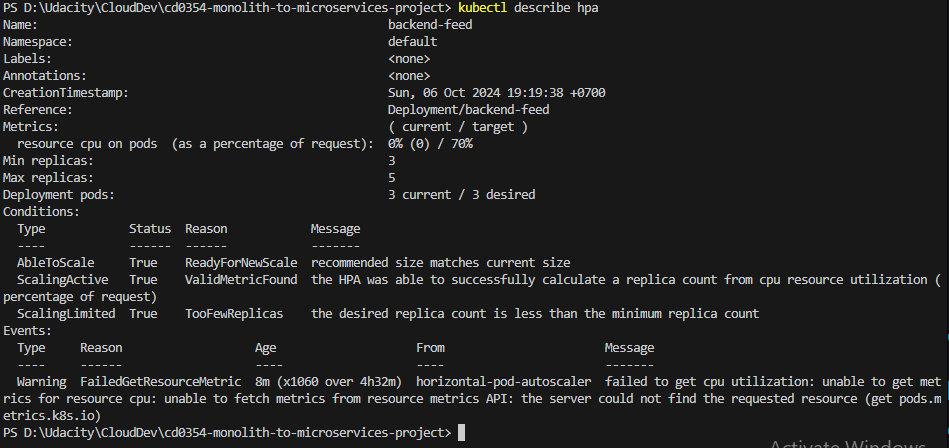 PS D:\Udacity\CloudDev\cd0354-monolith-to-microservices-project> kubectl describe hpa
Name: backend-feed
Namespace: default
Labels: <none>
Annotations: <none>
CreationTimestamp: Sun, 06 Oct 2024 19:19:38 +0700
Reference: Deployment/backend-feed
Metrics: ( current / target )
  resource cpu on pods  (as a percentage of request): 0% (0) / 70%
Min replicas: 3
Max replicas: 5
Deployment pods: 3 current / 3 desired
Conditions:
  Type Status Reason Message
  ---- ------ ------ -------
  AbleToScale True ReadyForNewScale recommended size matches current size
  ScalingActive True ValidMetricFound the HPA was able to successfully calculate a replica count from cpu resource utilization (
percentage of request)
  ScalingLimited True TooFewReplicas the desired replica count is less than the minimum replica count
Events:
  Type Reason Age From Message
  ---- ------ ---- ---- -------
  Warning FailedGetResourceMetric 8m (x1060 over 4h32m) horizontal-pod-autoscaler failed to get cpu utilization: unable to get met
rics for resource cpu: unable to fetch metrics from resource metrics API: the server could not find the requested resource (get pods.m
etrics.k8s.io)
PS D:\Udacity\CloudDev\cd0354-monolith-to-microservices-project>
Activate Windows